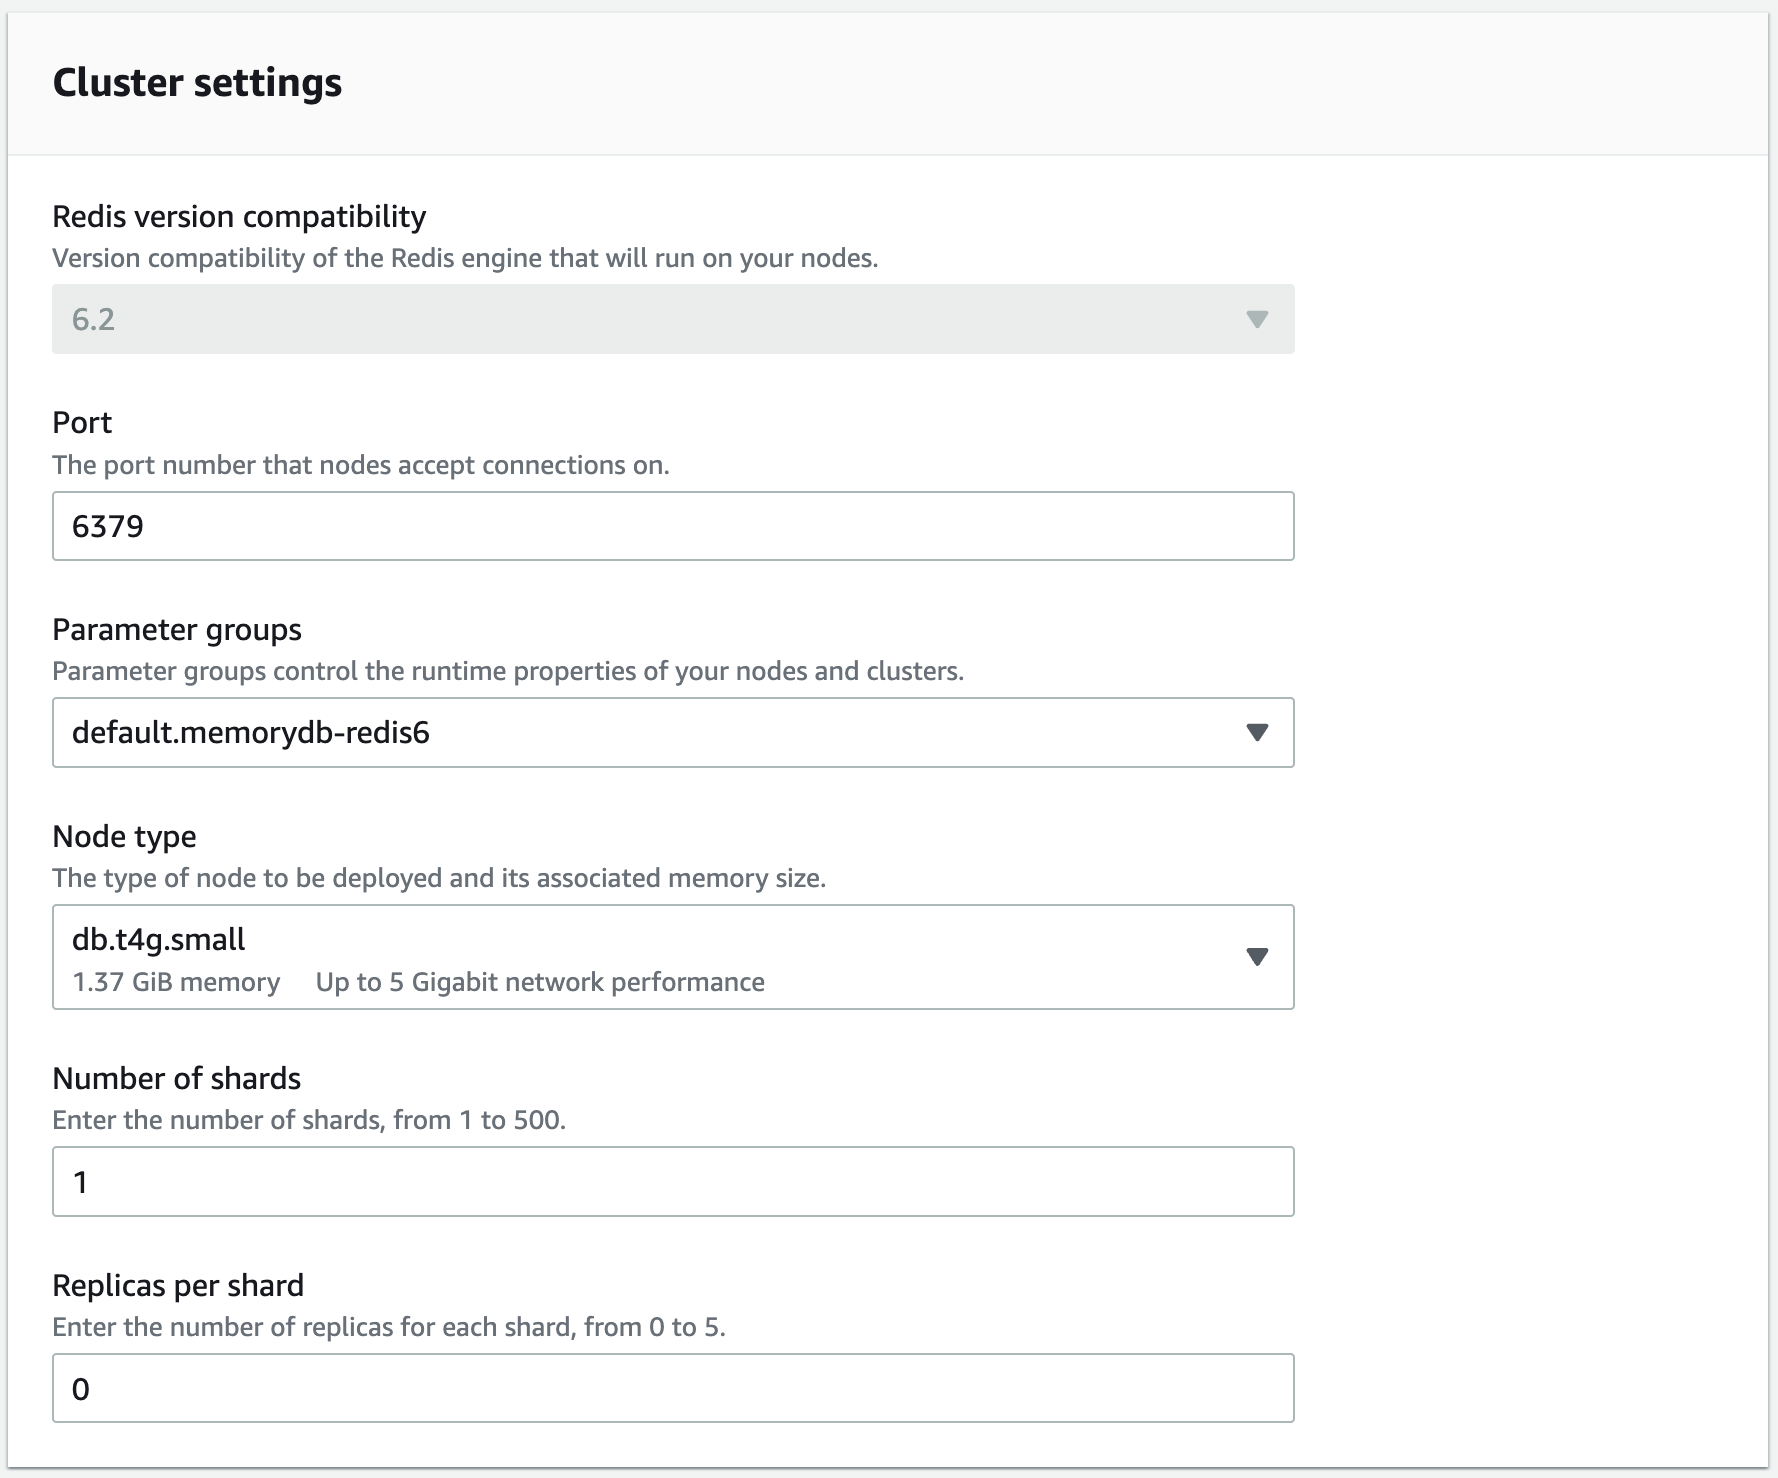 Cluster settings
Redis version compatibility
Version compatibility of the Redis engine that will run on your nodes.
6.2
Port
The port number that nodes accept connections on.
6379
Parameter groups
Parameter groups control the runtime properties of your nodes and clusters.
default.memorydb-redis6
Node type
The type of node to be deployed and its associated memory size.
db.t4g.small
1.37 GiB memory Up to 5 Gigabit network performance
Number of shards
Enter the number of shards, from 1 to 500.
1
Replicas per shard
Enter the number of replicas for each shard, from 0 to 5.
0